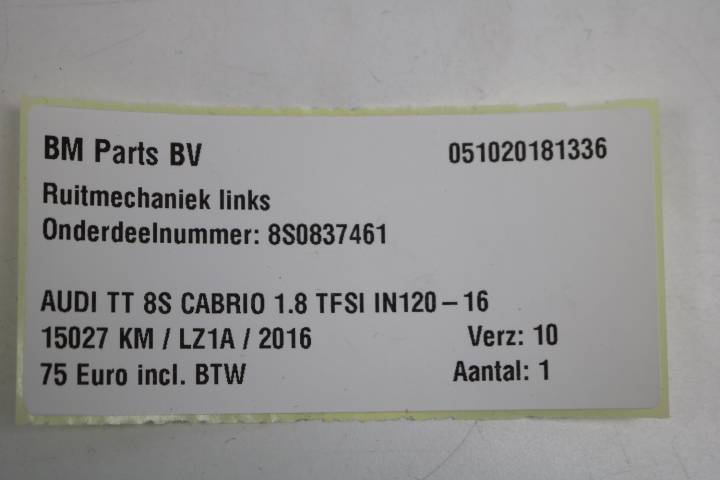 BM Parts BV 051020181336
Ruitmechaniek links
Onderdeelnummer: 8S0837461
AUDI TT 8S CABRIO 1.8 TFSI IN120 – 16
15027 KM / LZ1A / 2016 Verz: 10
75 Euro incl. BTW Aantal: 1